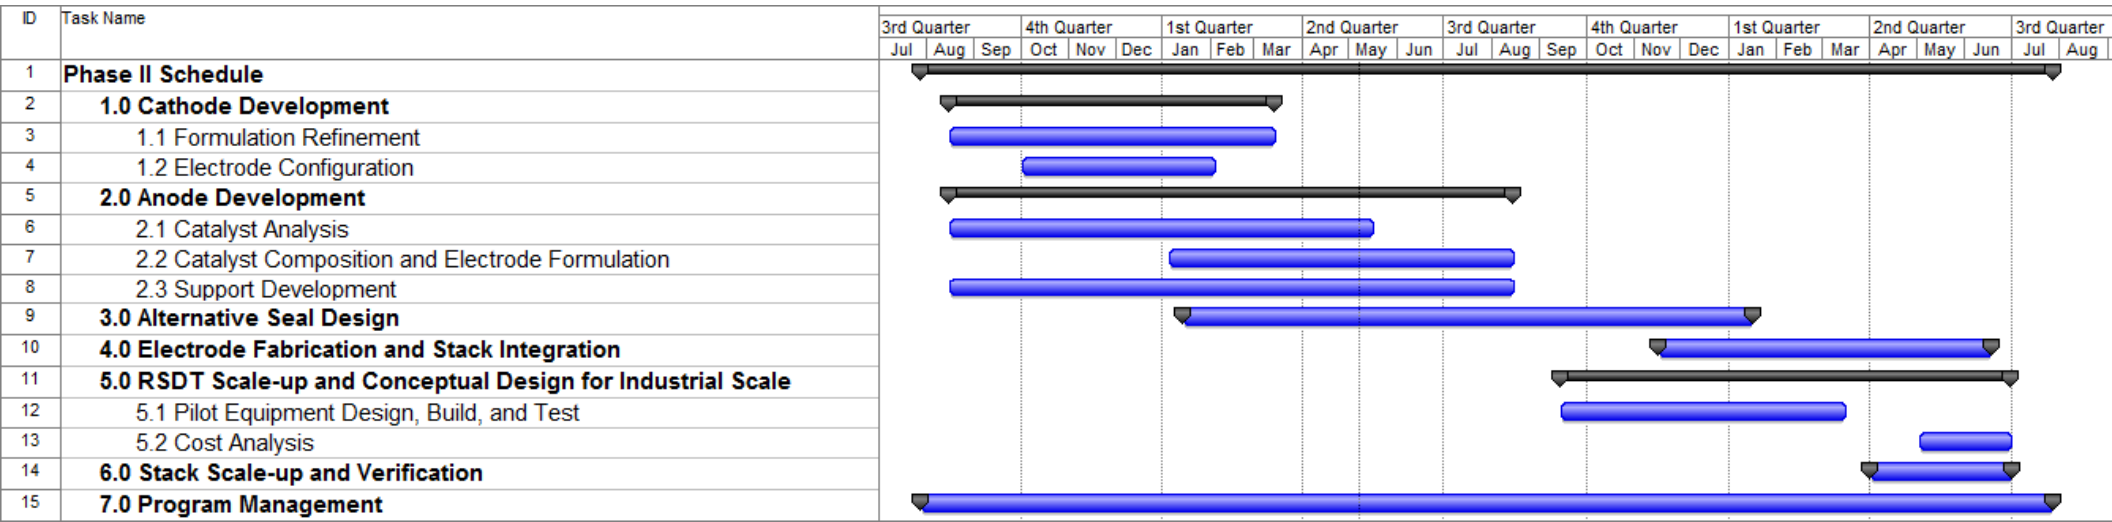 ID Task Name
3rd Quarter 4th Quarter 1st Quarter 2nd Quarter 3rd Quarter 4th Quarter 1st Quarter 2nd Quarter 3rd Quarter
Jul Aug Sep Oct Nov Dec Jan Feb Mar Apr May Jun Jul Aug Sep Oct Nov Dec Jan Feb Mar Apr May Jun Jul Aug
1 Phase II Schedule
2 1.0 Cathode Development
3 1.1 Formulation Refinement
4 1.2 Electrode Configuration
5 2.0 Anode Development
6 2.1 Catalyst Analysis
7 2.2 Catalyst Composition and Electrode Formulation
8 2.3 Support Development
9 3.0 Alternative Seal Design
10 4.0 Electrode Fabrication and Stack Integration
11 5.0 RSDT Scale-up and Conceptual Design for Industrial Scale
12 5.1 Pilot Equipment Design, Build, and Test
13 5.2 Cost Analysis
14 6.0 Stack Scale-up and Verification
15 7.0 Program Management